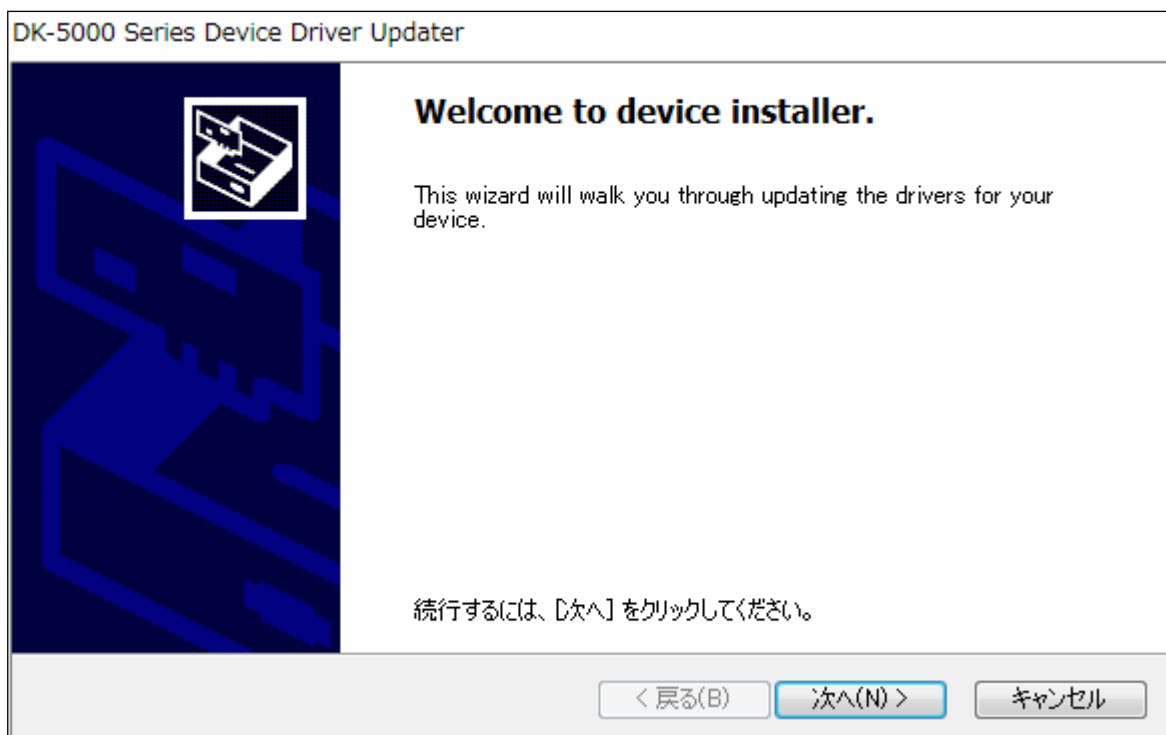 DK-5000 Series Device Driver Updater
Welcome to device installer.
This wizard will walk you through updating the drivers for your
device.
続行するには、[次へ] をクリックしてください。
< 戻る(B)
次へ(N) >
キャンセル